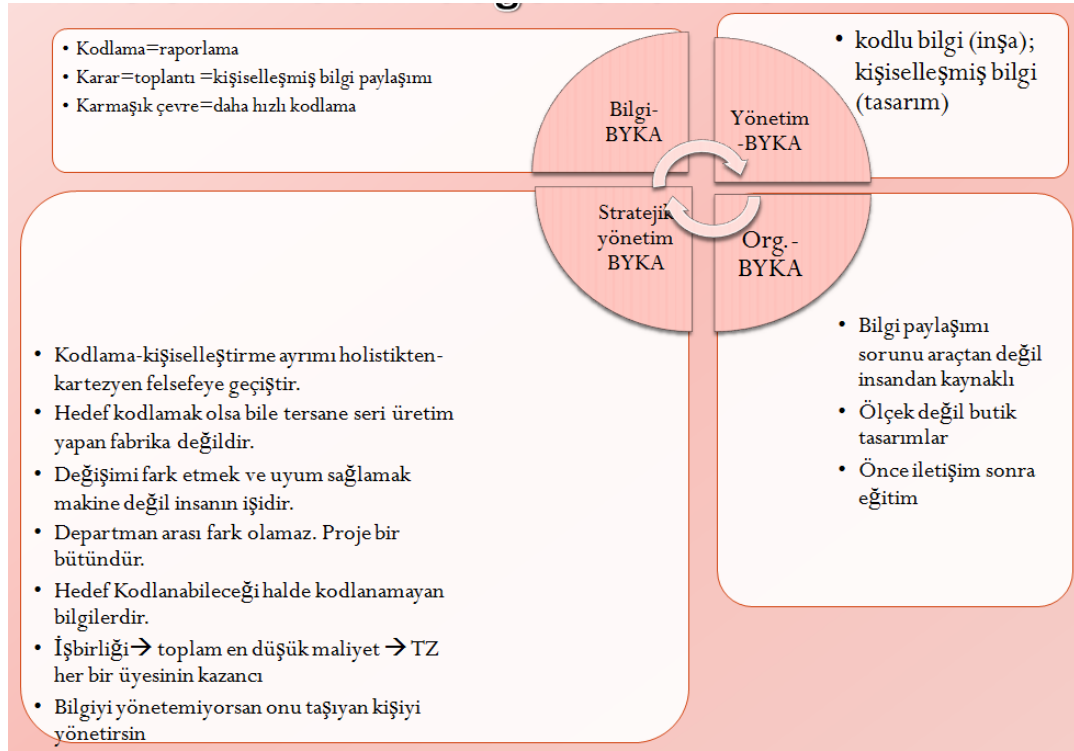 • Kodlama=raporlama
• Karar=toplantı =kişiselleşmiş bilgi paylaşımı
• Karmaşık çevre=daha hızlı kodlama
Bilgi-
BYKA
Yönetim
-BYKA
• kodlu bilgi (inşa);
kişiselleşmiş bilgi
(tasarım)
Stratejik
yönetim
BYKA
Org.-
BYKA
• Kodlama-kişiselleştirme ayrımı holistikten-
kartezyen felsefeye geçiştir.
• Hedef kodlamak olsa bile tersane seri üretim
yapan fabrika değildir.
• Değişimi fark etmek ve uyum sağlamak
makine değil insanın işidir.
• Departman arası fark olamaz. Proje bir
bütündür.
• Hedef Kodlanabileceği halde kodlanamayan
bilgilerdir.
• İşbirliği→ toplam en düşük maliyet → TZ
her bir üyesinin kazancı
• Bilgiyi yönetemiyorsan onu taşıyan kişiyi
yönetirsin
• Bilgi paylaşımı
sorunu araçtan değil
insandan kaynaklı
• Ölçek değil butik
tasarımlar
• Önce iletişim sonra
eğitim